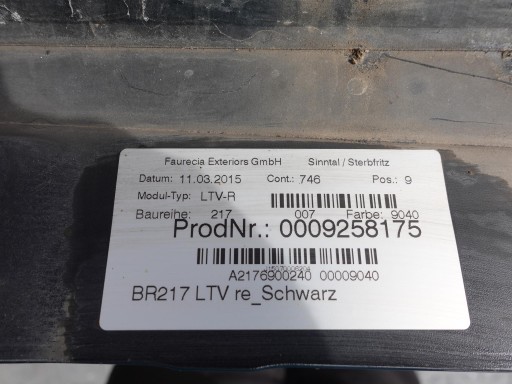 Faurecia Exteriors GmbH Sinntal / Sterbfritz
Datum: 11.03.2015 Cont.: 746 Pos.: 9
Modul-Typ: LTV-R
Baureihe: 217 007 Farbe: 9040
ProdNr.: 0009258175
A2176900240 00009040
BR217 LTV re_Schwarz